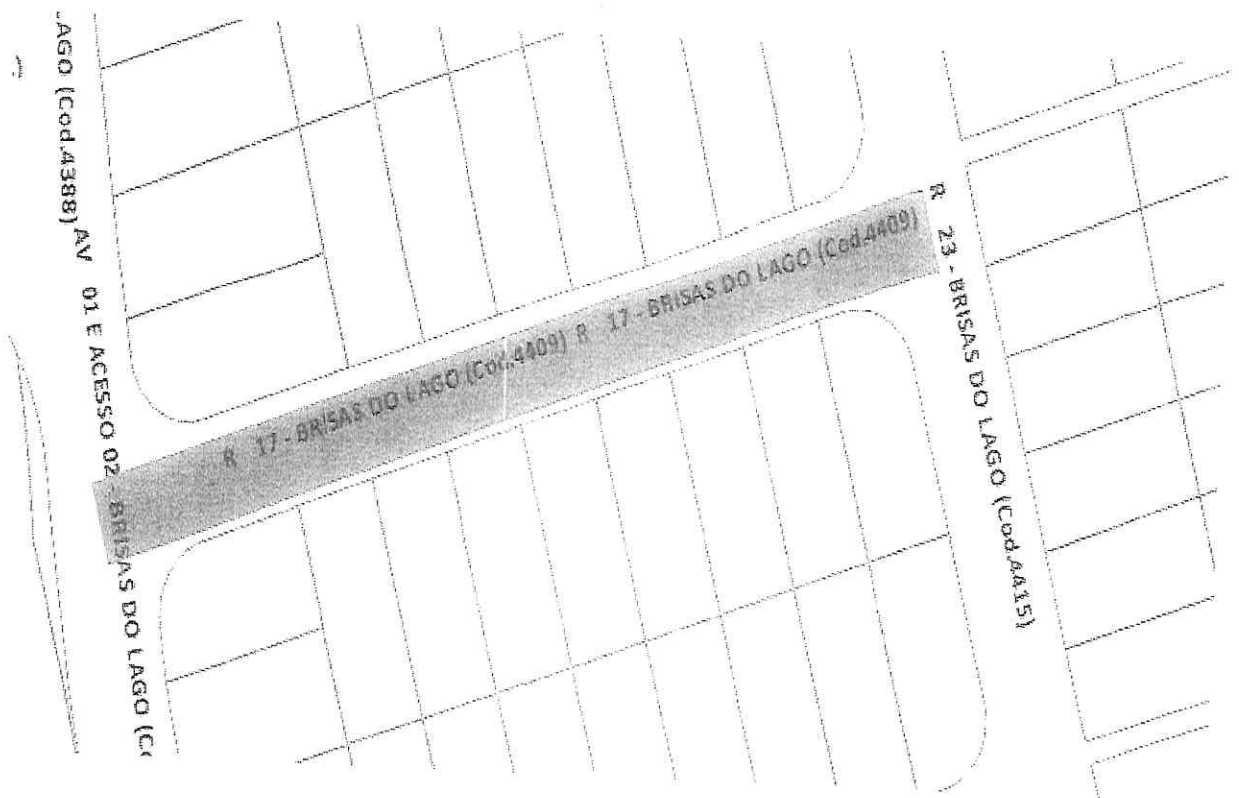 AGO (Cod.4388)
AV 01 E ACESSO 02 - BRISAS DO LAGO (C
R 17 - BRISAS DO LAGO (Cod.4409)
R 17 - BRISAS DO LAGO (Cod.4409)
R 23 - BRISAS DO LAGO (Cod.4415)